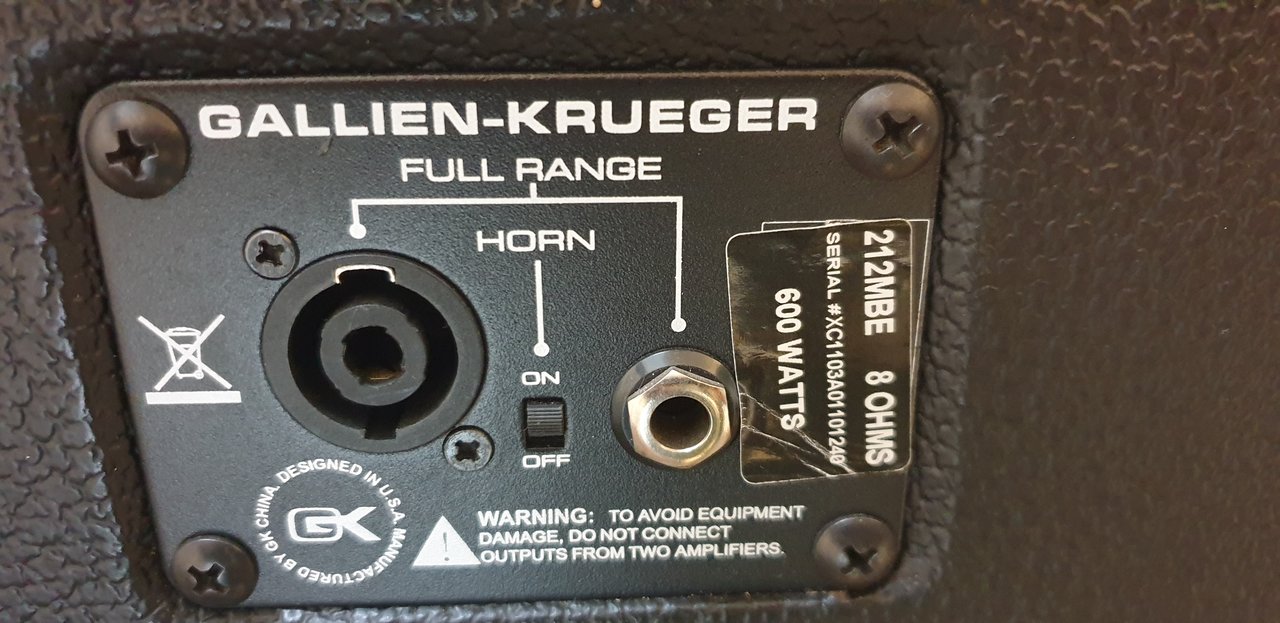 GALLIEN-KRUEGER
FULL RANGE
HORN
ON
OFF
212MBE 8 OHMS
SERIAL #XC1103A01101240
600 WATTS
DESIGNED IN U.S.A. MANUFACTURED BY GK CHINA.
GK
WARNING: TO AVOID EQUIPMENT
DAMAGE, DO NOT CONNECT
OUTPUTS FROM TWO AMPLIFIERS.